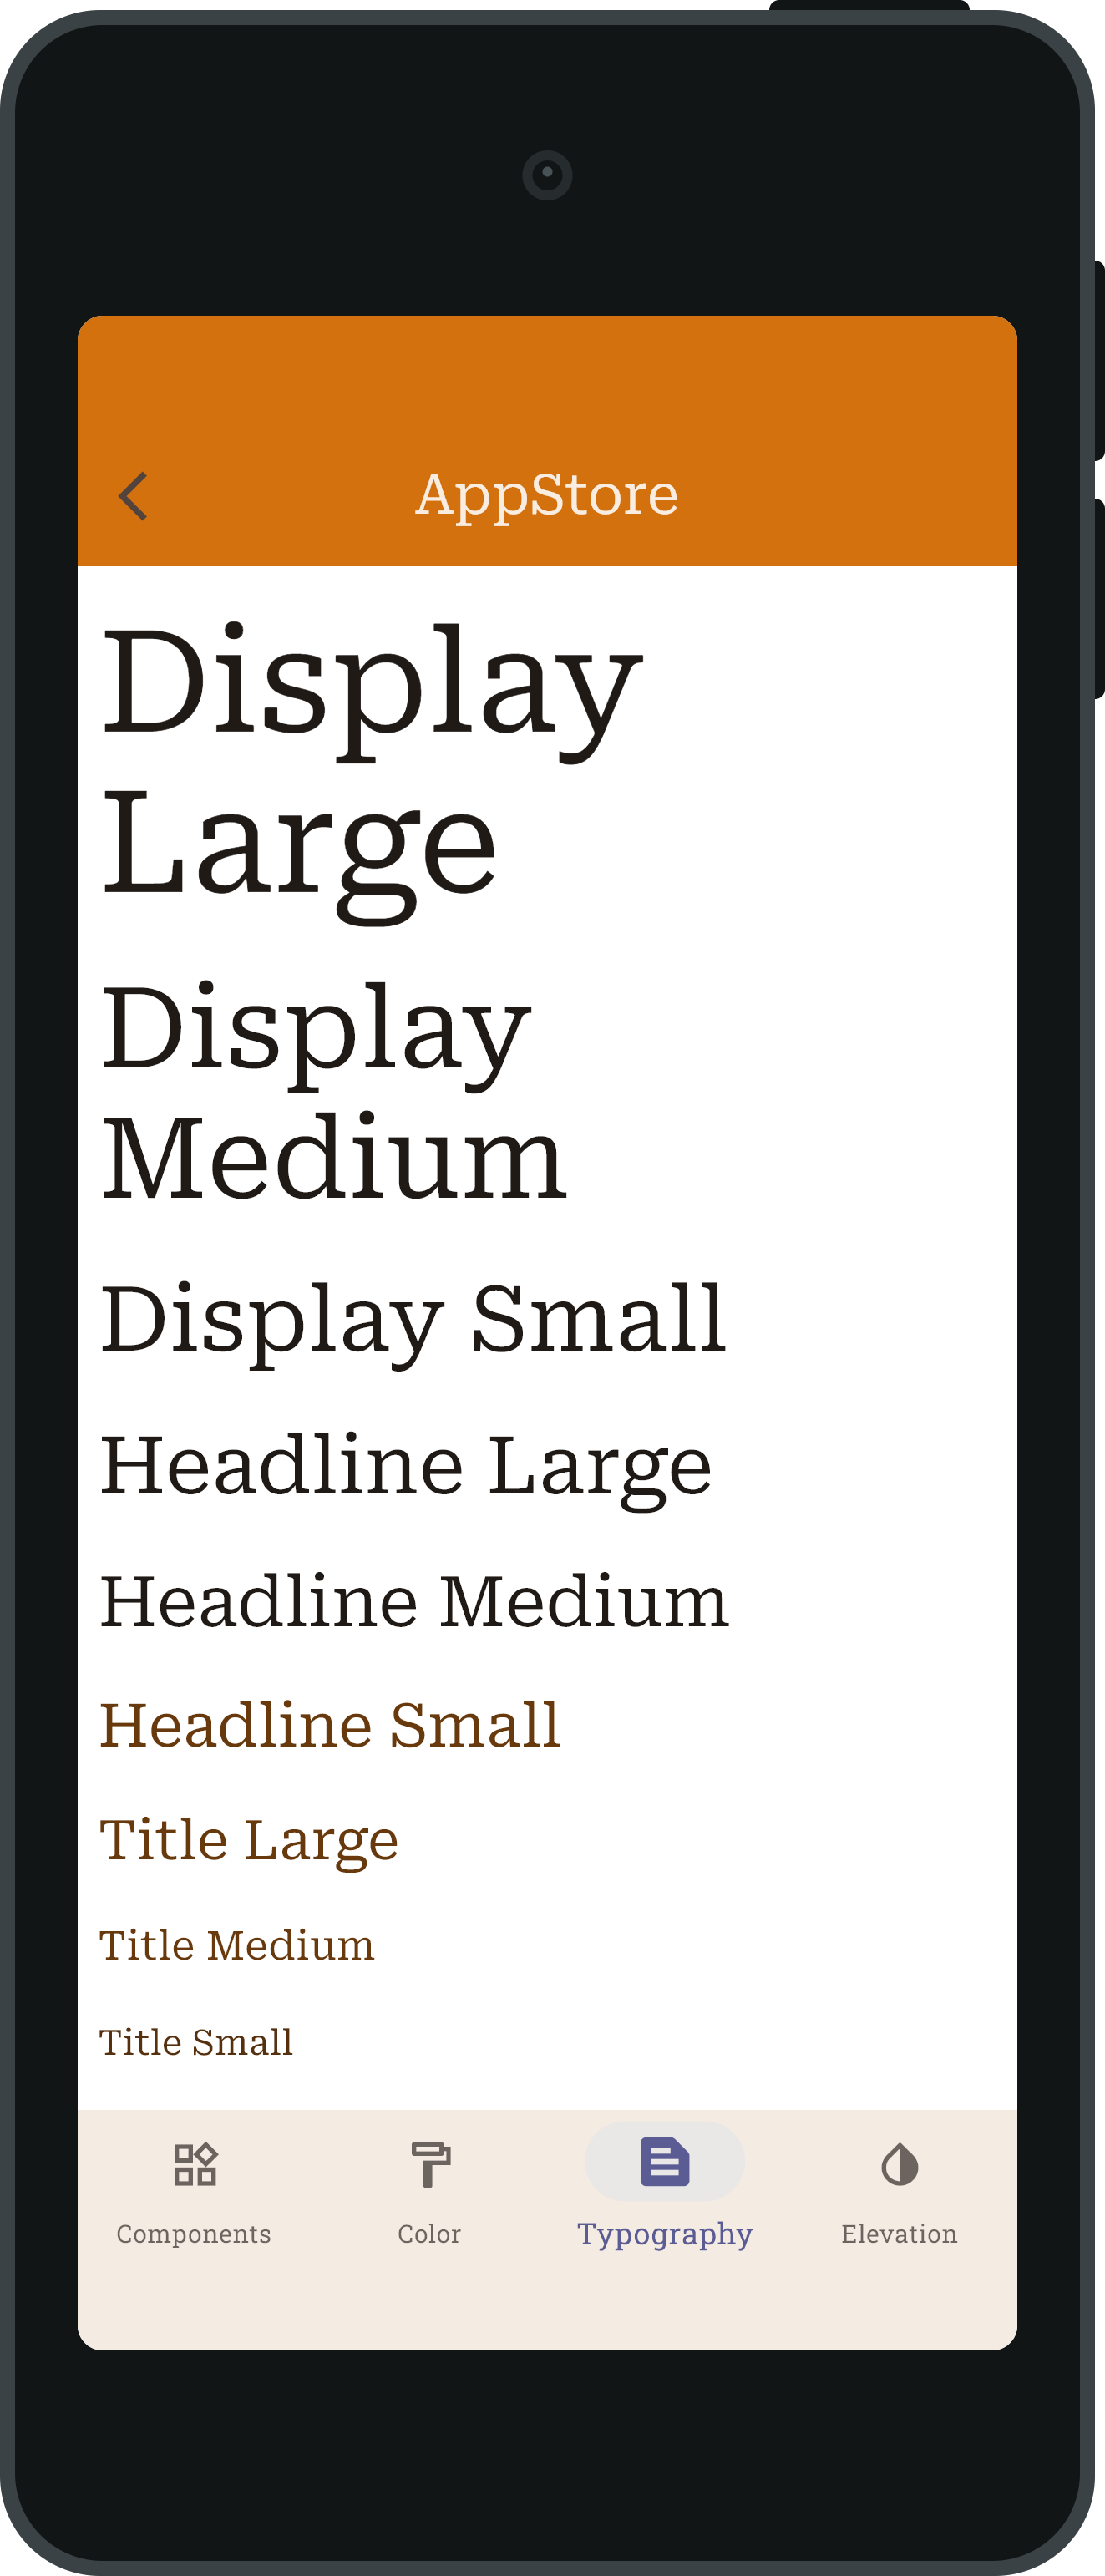 AppStore
Display
Large
Display
Medium
Display Small
Headline Large
Headline Medium
Headline Small
Title Large
Title Medium
Title Small
Components
Color
Typography
Elevation